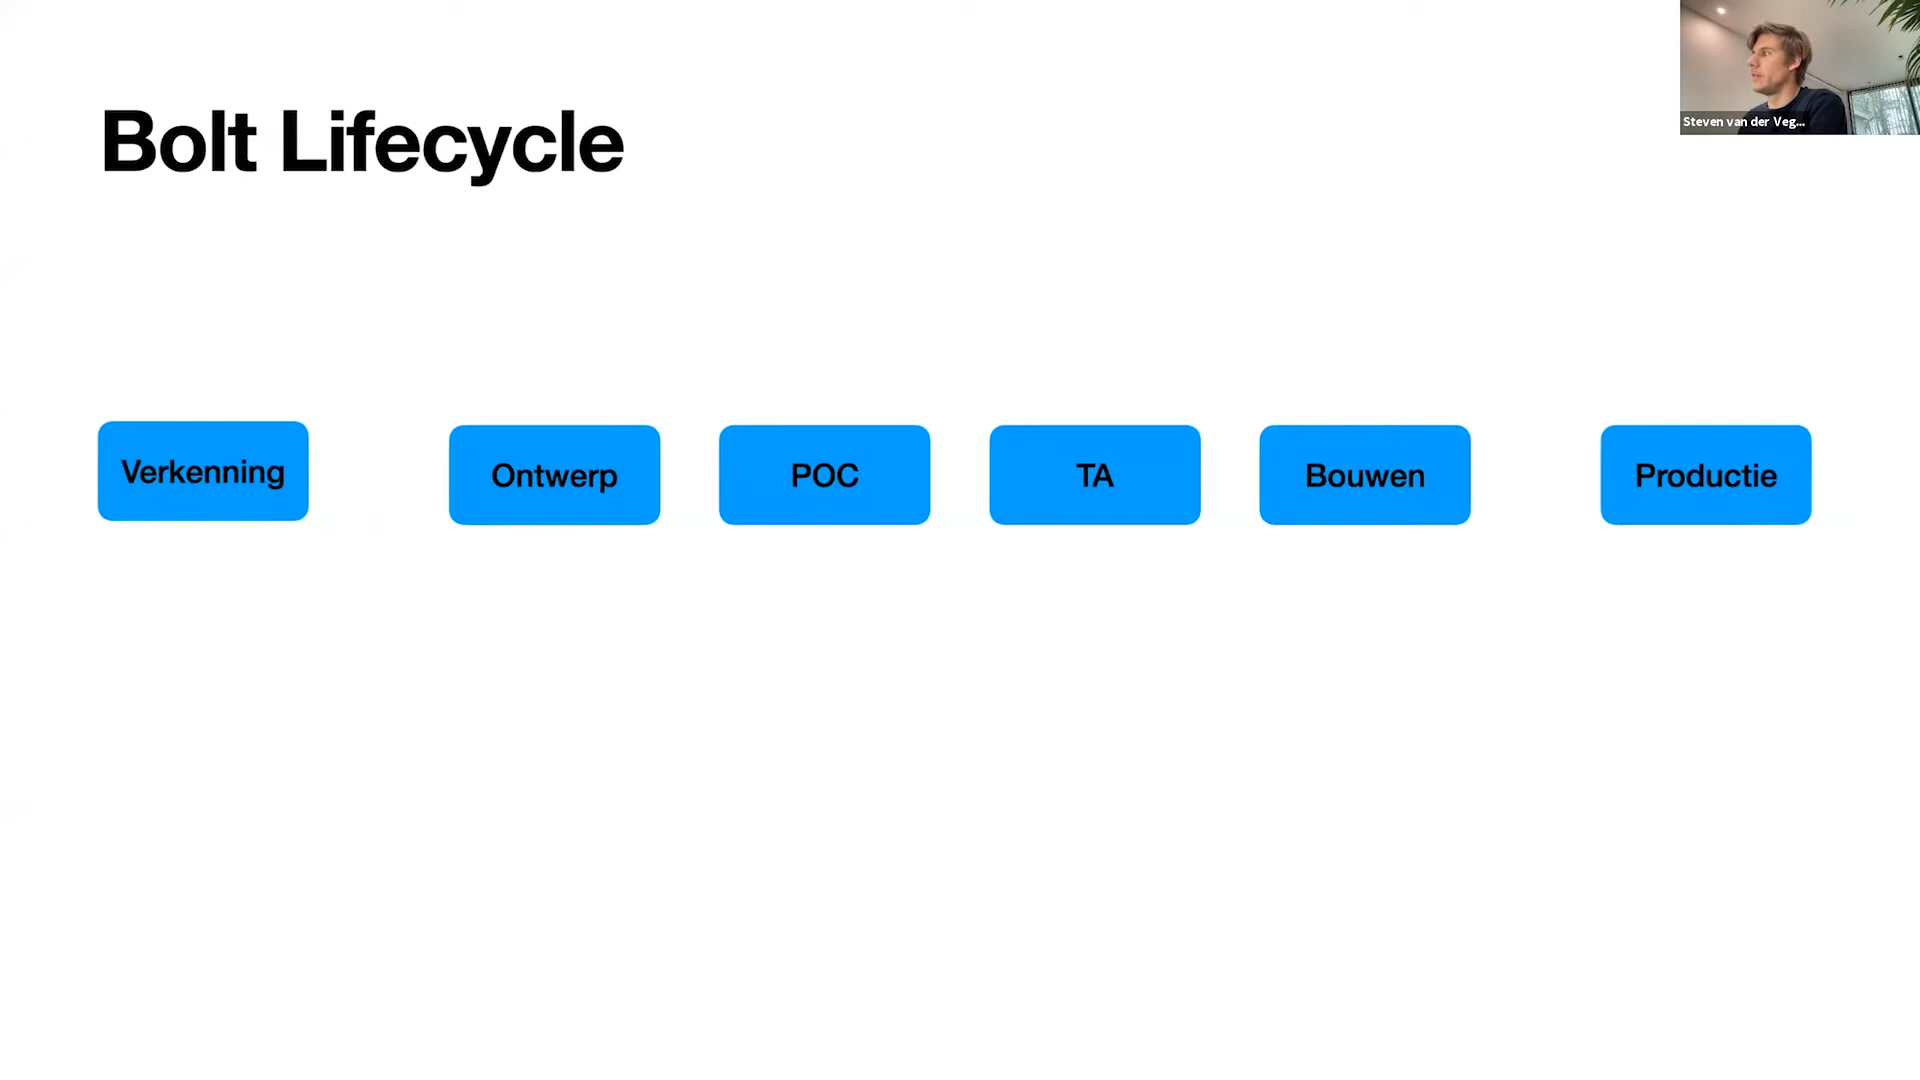 Bolt Lifecycle
Steven van der Veg...
Verkenning
Ontwerp
POC
TA
Bouwen
Productie